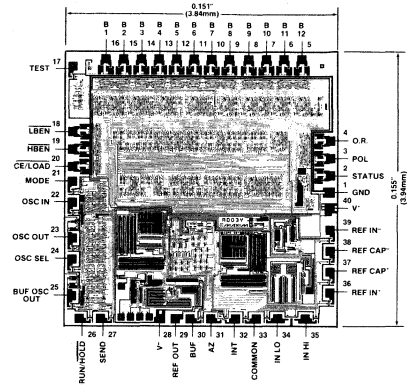 0.151"
(3.84mm)
B B B B B B B B B B B B
1 2 3 4 5 6 7 8 9 10 11 12
16 15 14 13 12 11 10 9 8 7 6 5
TEST 17
18 LBEN
19 HBEN
20 CE/LOAD
21 MODE
22 OSC IN
23 OSC OUT
24 OSC SEL
25 BUF OSC OUT
4 O.R.
3 POL
2 STATUS
1 GND
40 V+
39 REF IN−
38 REF CAP−
37 REF CAP+
36 REF IN+
0.155"
(3.94mm)
26 27 28 29 30 31 32 33 34 35
RUN/HOLD
SEND
V−
REF OUT
BUF
AZ
INT
COMMON
IN LO
IN HI